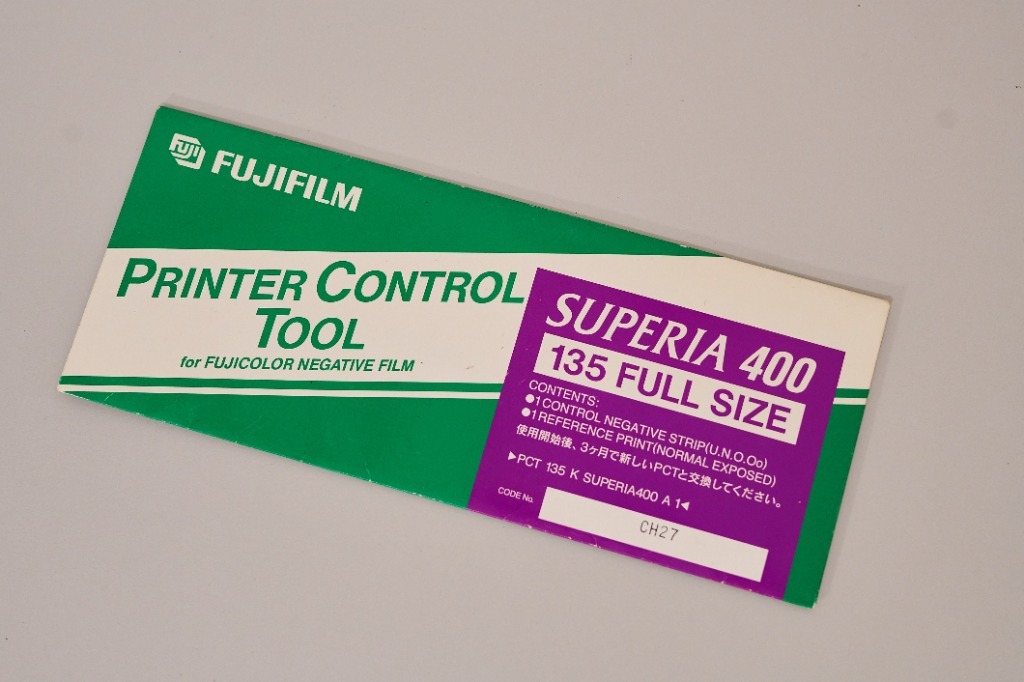 FUJI FUJIFILM
PRINTER CONTROL
TOOL
for FUJICOLOR NEGATIVE FILM
SUPERIA 400
135 FULL SIZE
CONTENTS:
●1 CONTROL NEGATIVE STRIP(U.N.O.Oo)
●1 REFERENCE PRINT(NORMAL EXPOSED)
使用開始後、3ヶ月で新しいPCTと交換してください。
▶PCT 135 K SUPERIA400 A 1◀
CODE No.
CH27